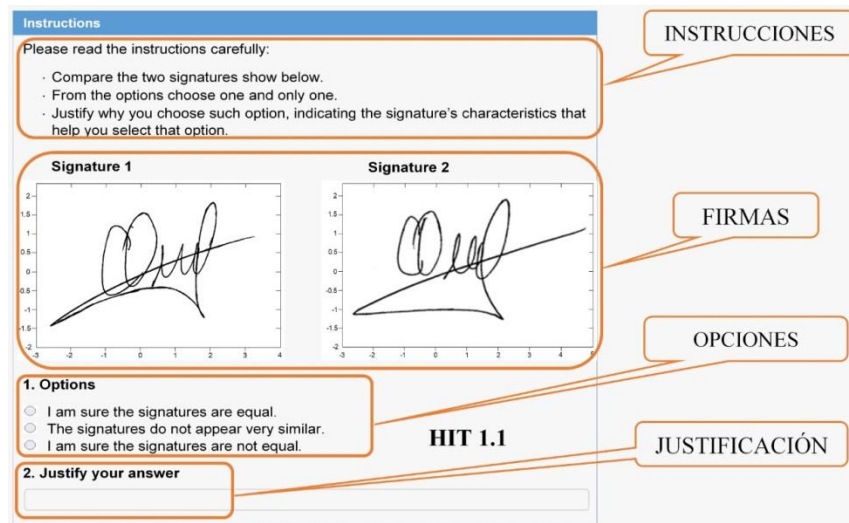 Instructions
Please read the instructions carefully:
· Compare the two signatures show below.
· From the options choose one and only one.
· Justify why you choose such option, indicating the signature's characteristics that
help you select that option.
INSTRUCCIONES
Signature 1
Signature 2
2
1.5
1
0.5
0
-0.5
-1
-1.5
-2
-3 -2 -1 0 1 2 3 4
2
1.5
1
0.5
0
-0.5
-1
-1.5
-2
-3 -2 -1 0 1 2 3 4 5
FIRMAS
1. Options
I am sure the signatures are equal.
The signatures do not appear very similar.
I am sure the signatures are not equal.
HIT 1.1
OPCIONES
2. Justify your answer
JUSTIFICACIÓN